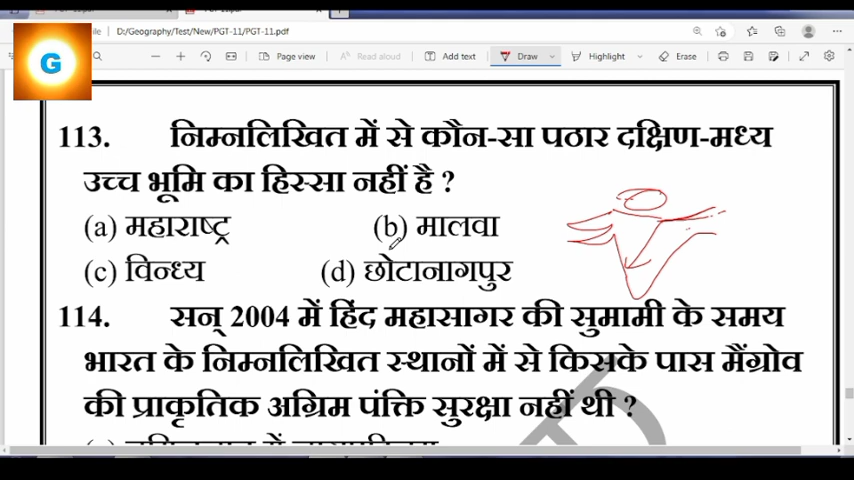 D:/Geography/Test/New/PGT-11/PGT-11.pdf
G
Page view
Read aloud
Add text
Draw
Highlight
Erase
113. निम्नलिखित में से कौन-सा पठार दक्षिण-मध्य
उच्च भूमि का हिस्सा नहीं है ?
(a) महाराष्ट्र (b) मालवा
(c) विन्ध्य (d) छोटानागपुर
114. सन् 2004 में हिंद महासागर की सुमामी के समय
भारत के निम्नलिखित स्थानों में से किसके पास मैंग्रोव
की प्राकृतिक अग्रिम पंक्ति सुरक्षा नहीं थी ?